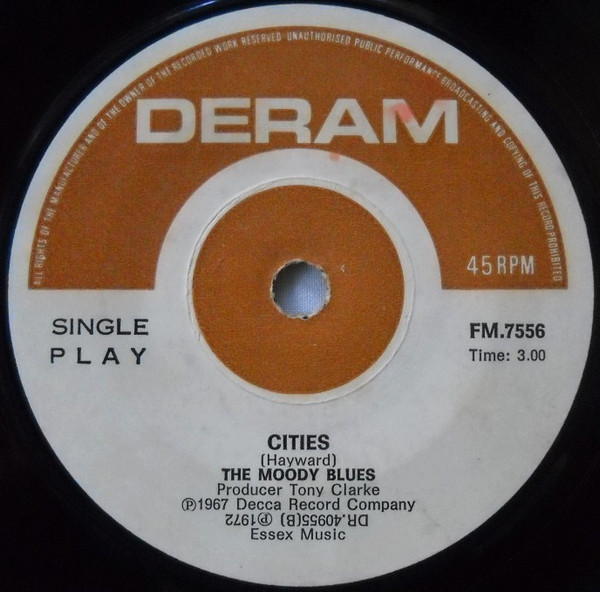 ALL RIGHTS OF THE MANUFACTURER AND OF THE OWNER OF THE RECORDED WORK RESERVED · UNAUTHORISED PUBLIC PERFORMANCE BROADCASTING AND COPYING OF THIS RECORD PROHIBITED
DERAM
45 RPM
SINGLE
PLAY
FM.7556
Time: 3.00
CITIES
(Hayward)
THE MOODY BLUES
Producer Tony Clarke
℗1967 Decca Record Company
DR.40955(B) ℗1972
Essex Music